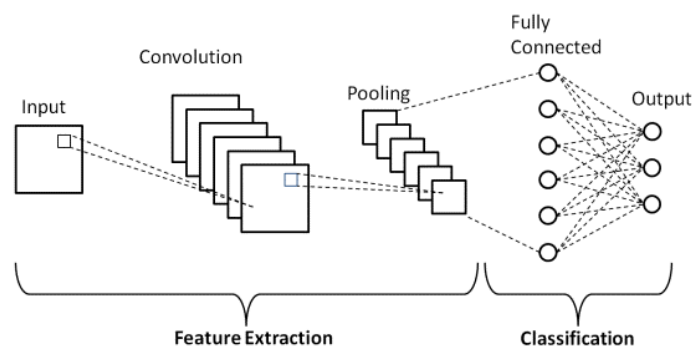 Input
Convolution
Pooling
Fully
Connected
Output
Feature Extraction
Classification